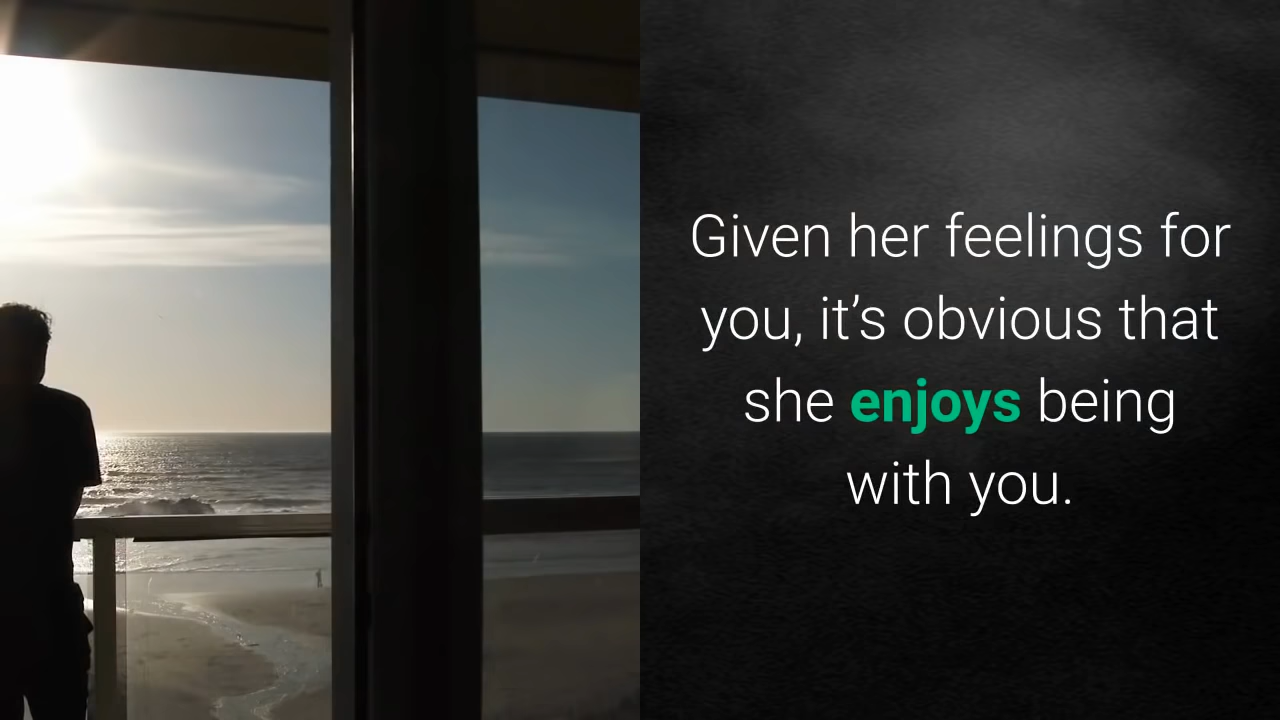 Given her feelings for
you, it’s obvious that
she enjoys being
with you.